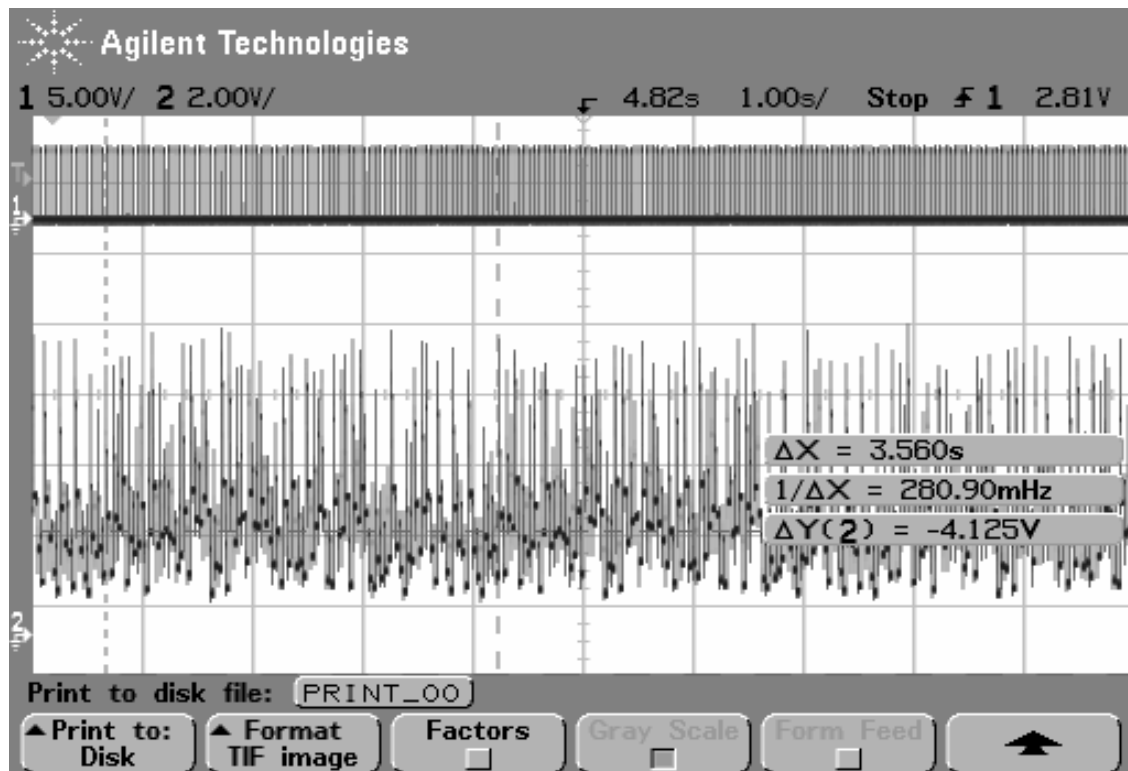 Agilent Technologies
1 5.00V/ 2 2.00V/ 4.82s 1.00s/ Stop 1 2.81V
T
1
ΔX = 3.560s
1/ΔX = 280.90mHz
ΔY(2) = -4.125V
2
Print to disk file: PRINT_00
Print to: Disk
Format TIF image
Factors
Gray Scale
Form Feed